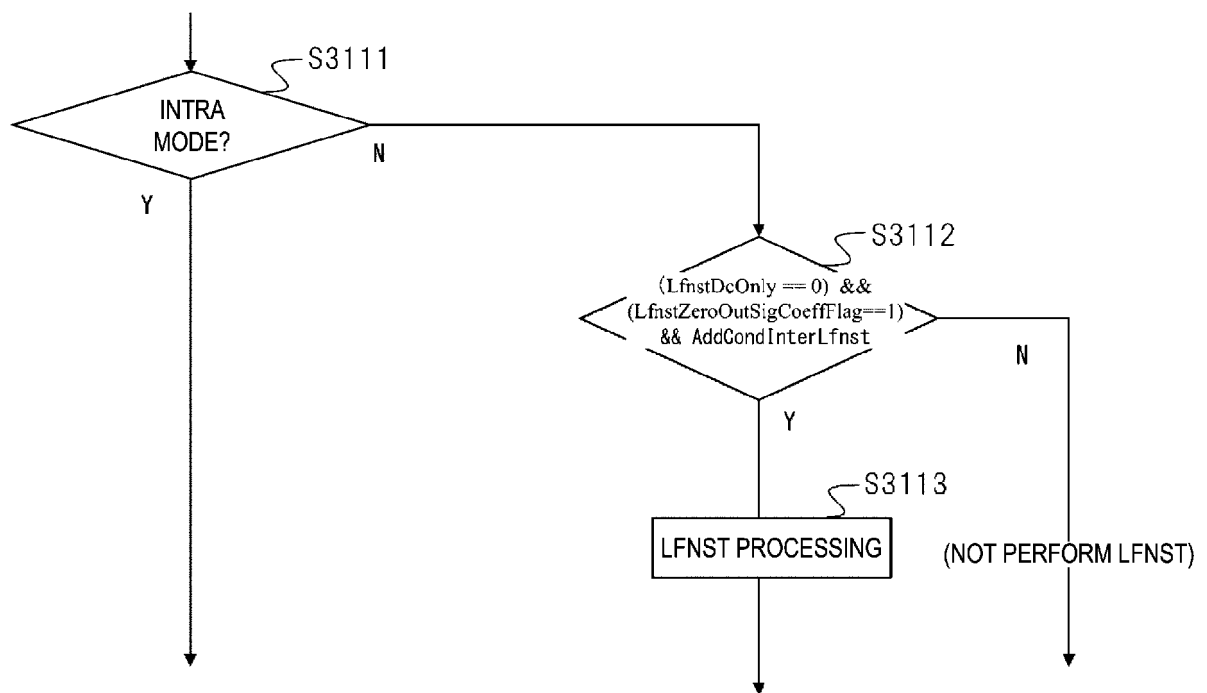 S3111
INTRA
MODE?
N
Y
S3112
(LfnstDcOnly == 0) &&
(LfnstZeroOutSigCoeffFlag==1)
&& AddCondInterLfnst
N
Y
S3113
LFNST PROCESSING
(NOT PERFORM LFNST)